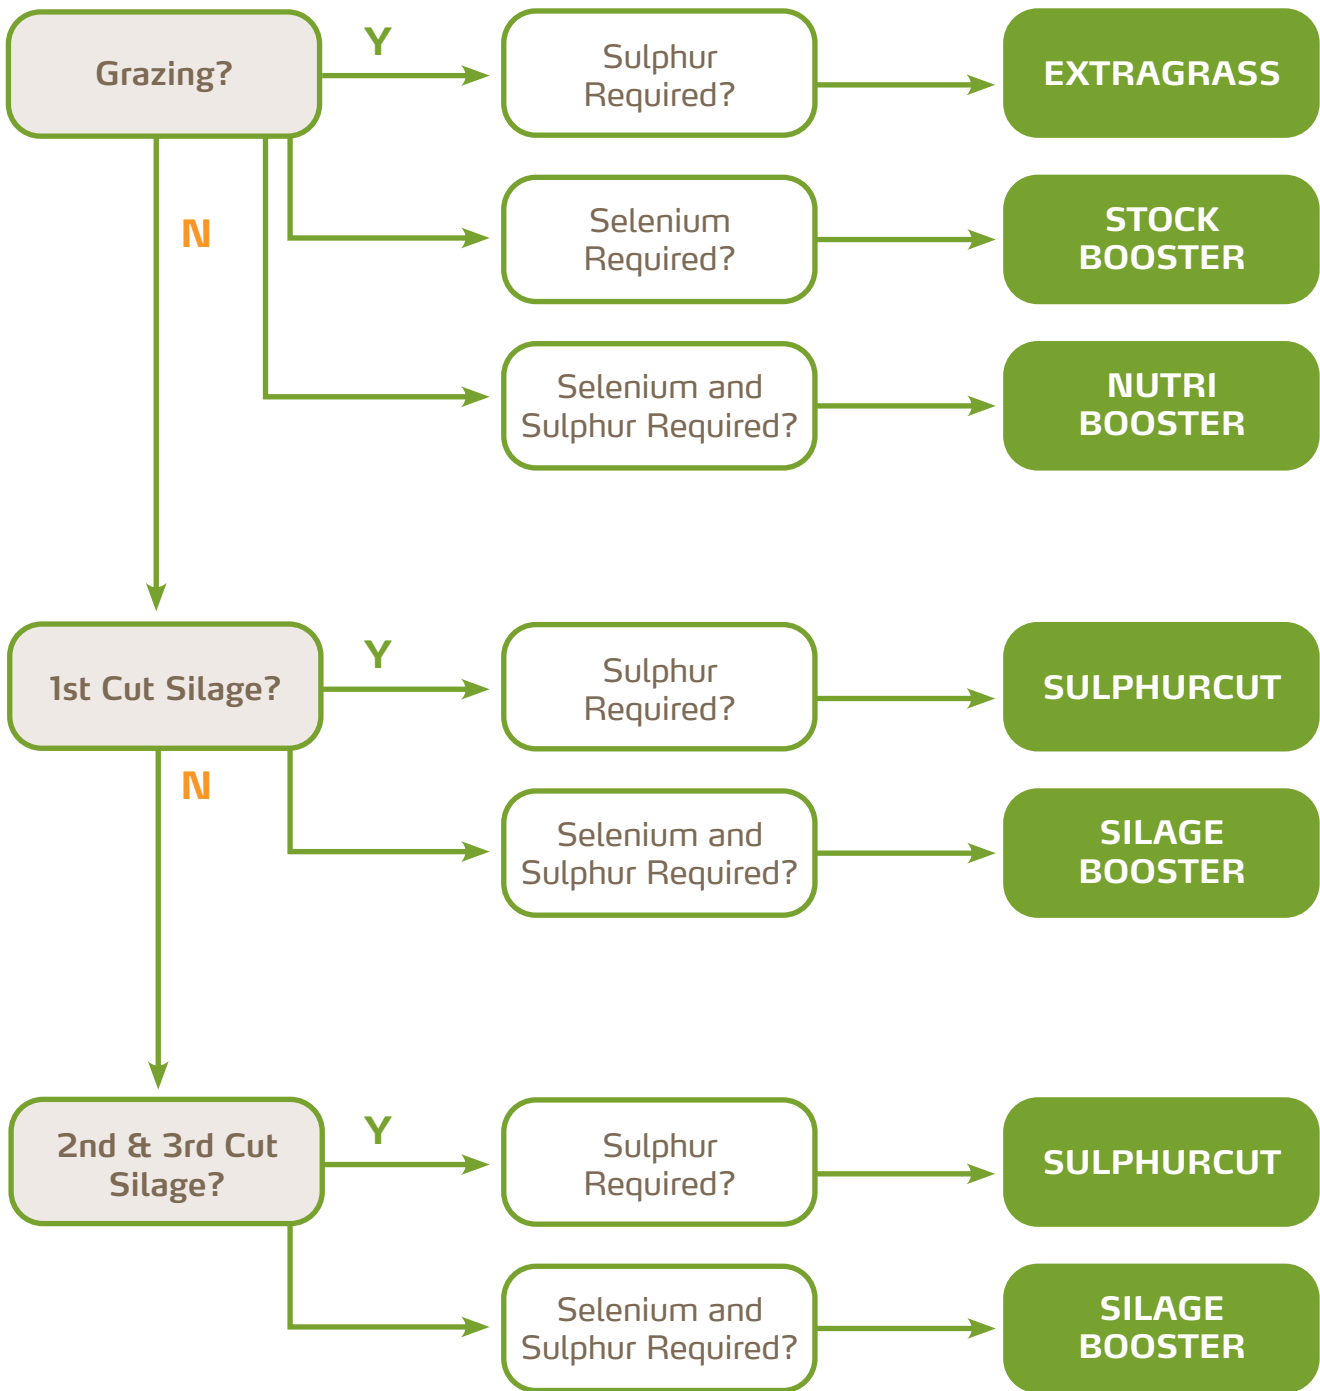 Grazing?
Y
Sulphur
Required?
EXTRAGRASS
N
Selenium
Required?
STOCK
BOOSTER
Selenium and
Sulphur Required?
NUTRI
BOOSTER
1st Cut Silage?
Y
Sulphur
Required?
SULPHURCUT
N
Selenium and
Sulphur Required?
SILAGE
BOOSTER
2nd & 3rd Cut
Silage?
Y
Sulphur
Required?
SULPHURCUT
Selenium and
Sulphur Required?
SILAGE
BOOSTER